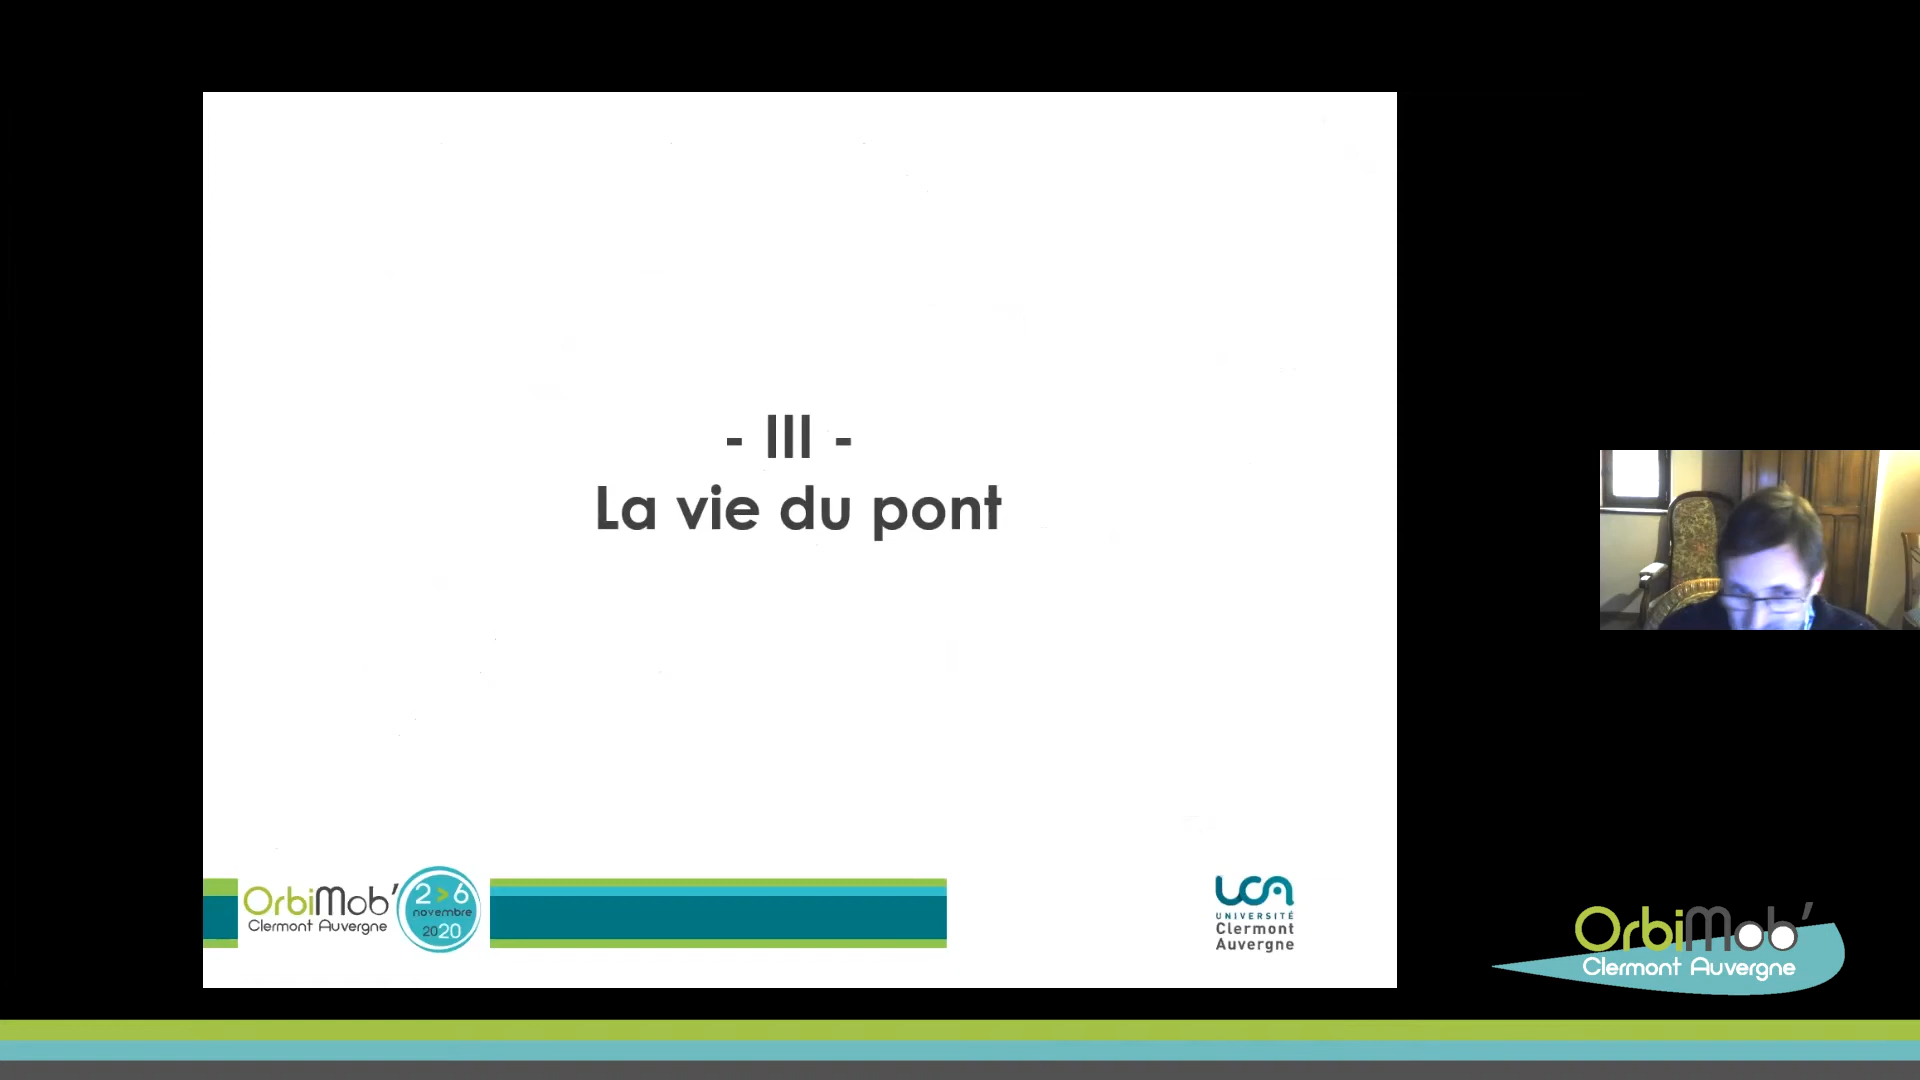 - III -
La vie du pont
OrbiMob'
Clermont Auvergne
2>6
novembre
2020
UCA
UNIVERSITÉ
Clermont
Auvergne
OrbiMob'
Clermont Auvergne